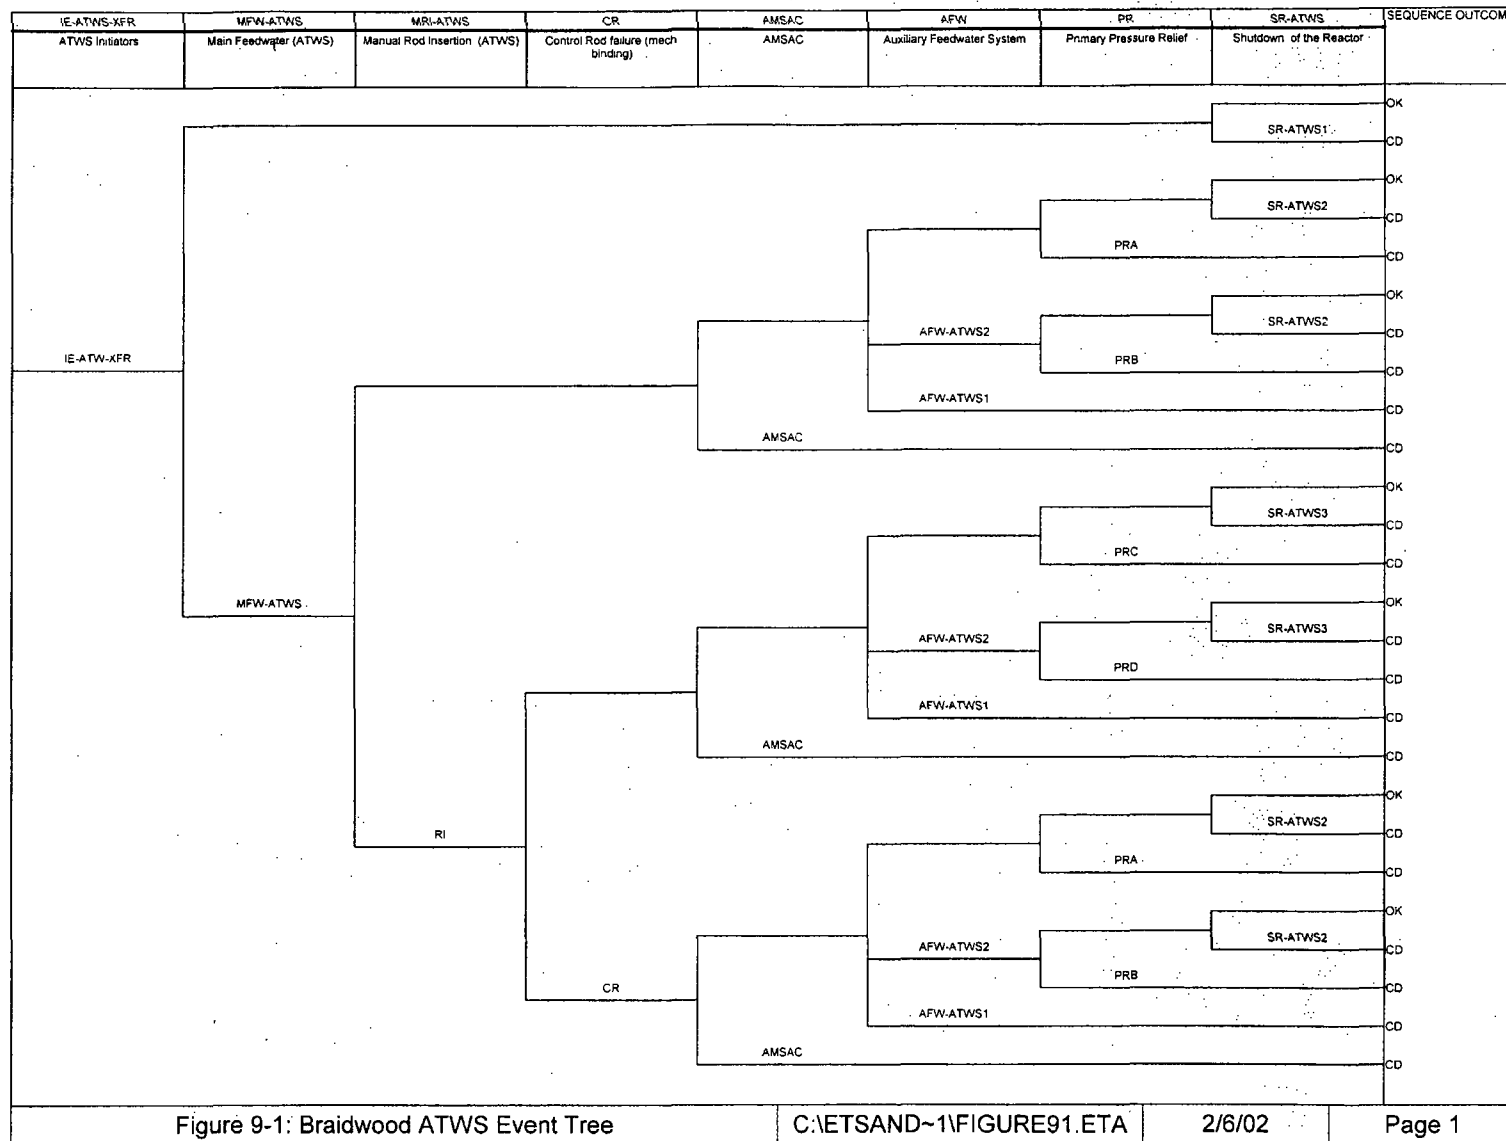 IE-ATWS-XFR MFW-ATWS MRI-ATWS CR AMSAC AFW PR SR-ATWS SEQUENCE OUTCOM
ATWS Initiators Main Feedwater (ATWS) Manual Rod Insertion (ATWS) Control Rod failure (mech AMSAC Auxiliary Feedwater System Primary Pressure Relief Shutdown of the Reactor
binding)
OK
SR-ATWS1
CD
OK
SR-ATWS2
CD
PRA
CD
OK
SR-ATWS2
AFW-ATWS2
CD
IE-ATW-XFR
PRB
CD
AFW-ATWS1
CD
AMSAC
CD
OK
SR-ATWS3
CD
PRC
CD
OK
MFW-ATWS
SR-ATWS3
AFW-ATWS2
CD
PRD
CD
AFW-ATWS1
CD
AMSAC
CD
OK
SR-ATWS2
RI
CD
PRA
CD
OK
SR-ATWS2
AFW-ATWS2
CD
PRB
CR
CD
AFW-ATWS1
CD
AMSAC
CD
Figure 9-1: Braidwood ATWS Event Tree C:\ETSAND~1\FIGURE91.ETA 2/6/02 Page 1